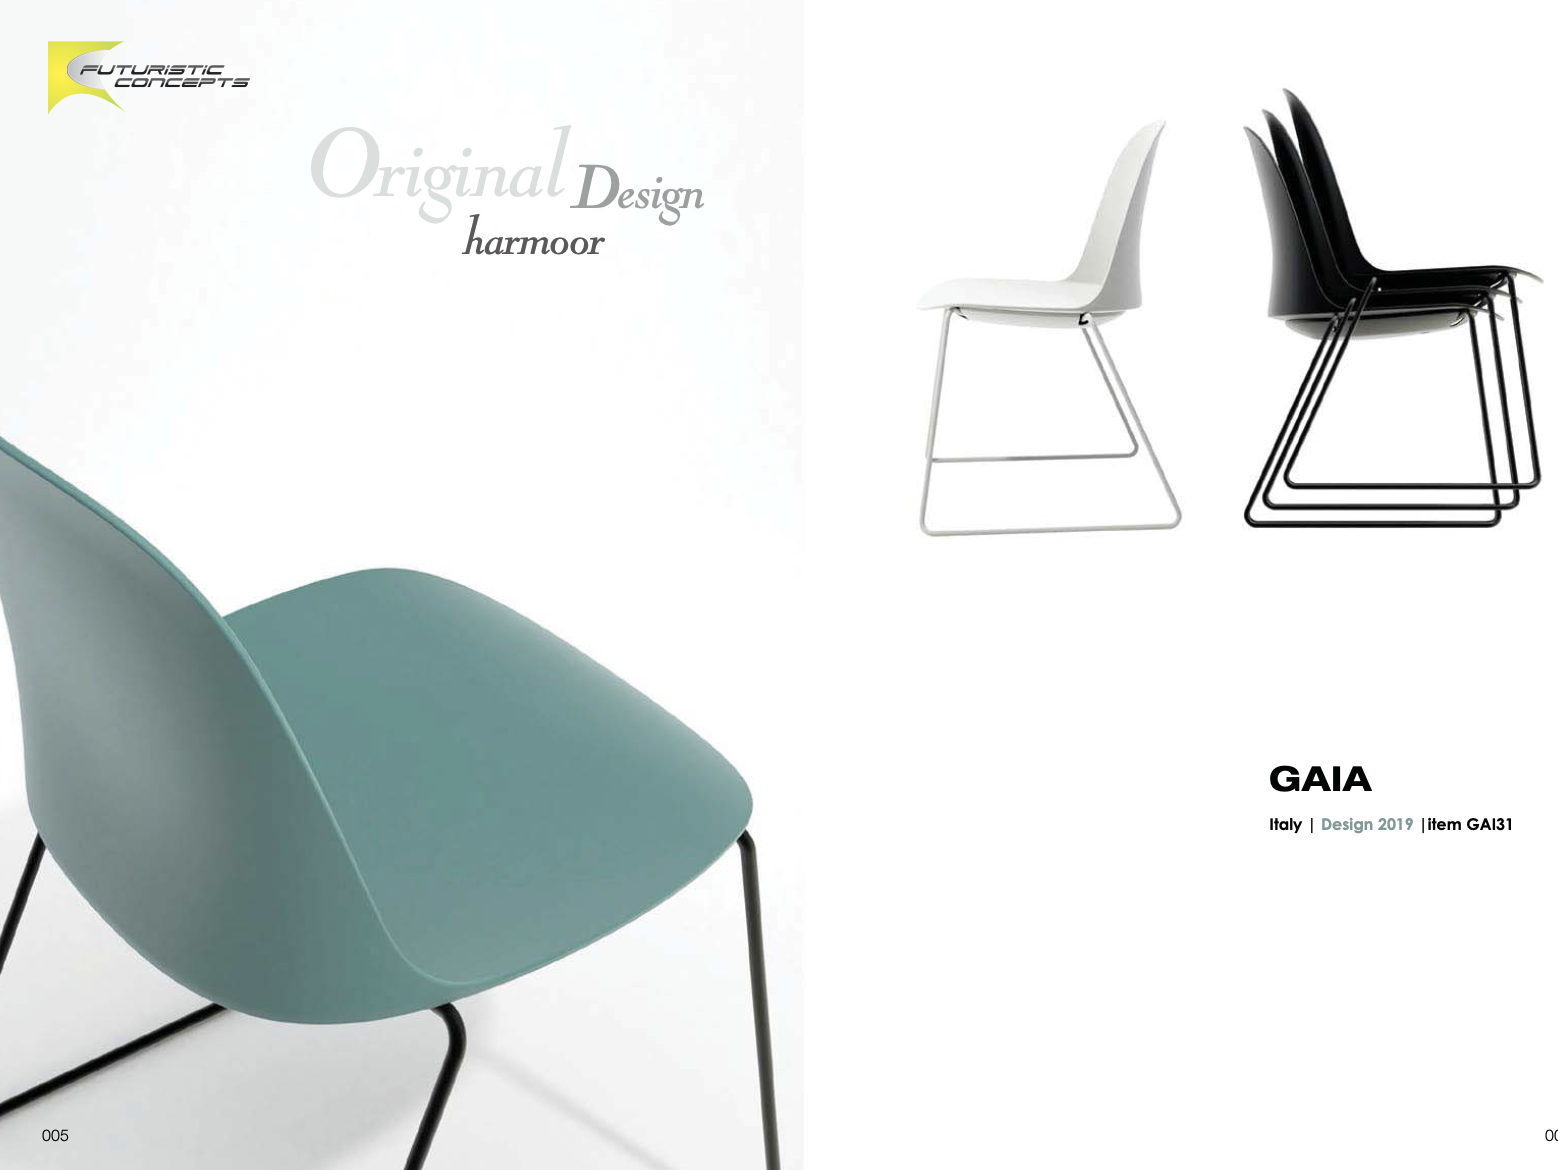 FUTURISTIC
CONCEPTS
Original Design
harmoor
GAIA
Italy | Design 2019 |item GAI31
005